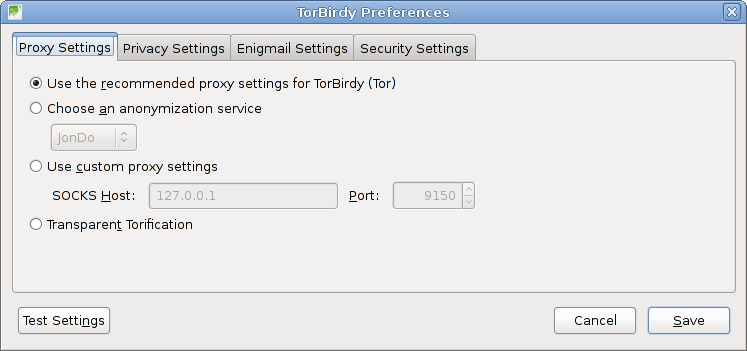 TorBirdy Preferences
Proxy Settings Privacy Settings Enigmail Settings Security Settings
Use the recommended proxy settings for TorBirdy (Tor)
Choose an anonymization service
JonDo
Use custom proxy settings
SOCKS Host: 127.0.0.1 Port: 9150
Transparent Torification
Test Settings Cancel Save